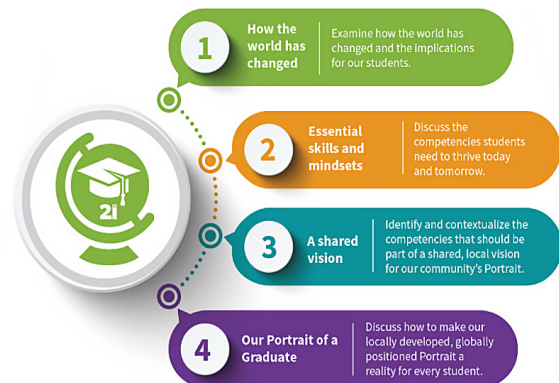 1
How the
world has
changed
Examine how the world has
changed and the implications
for our students.
2
Essential
skills and
mindsets
Discuss the
competencies students
need to thrive today
and tomorrow.
2i
3
A shared
vision
Identify and contextualize the
competencies that should be
part of a shared, local vision
for our community's Portrait.
4
Our Portrait of a
Graduate
Discuss how to make our
locally developed, globally
positioned Portrait a
reality for every student.